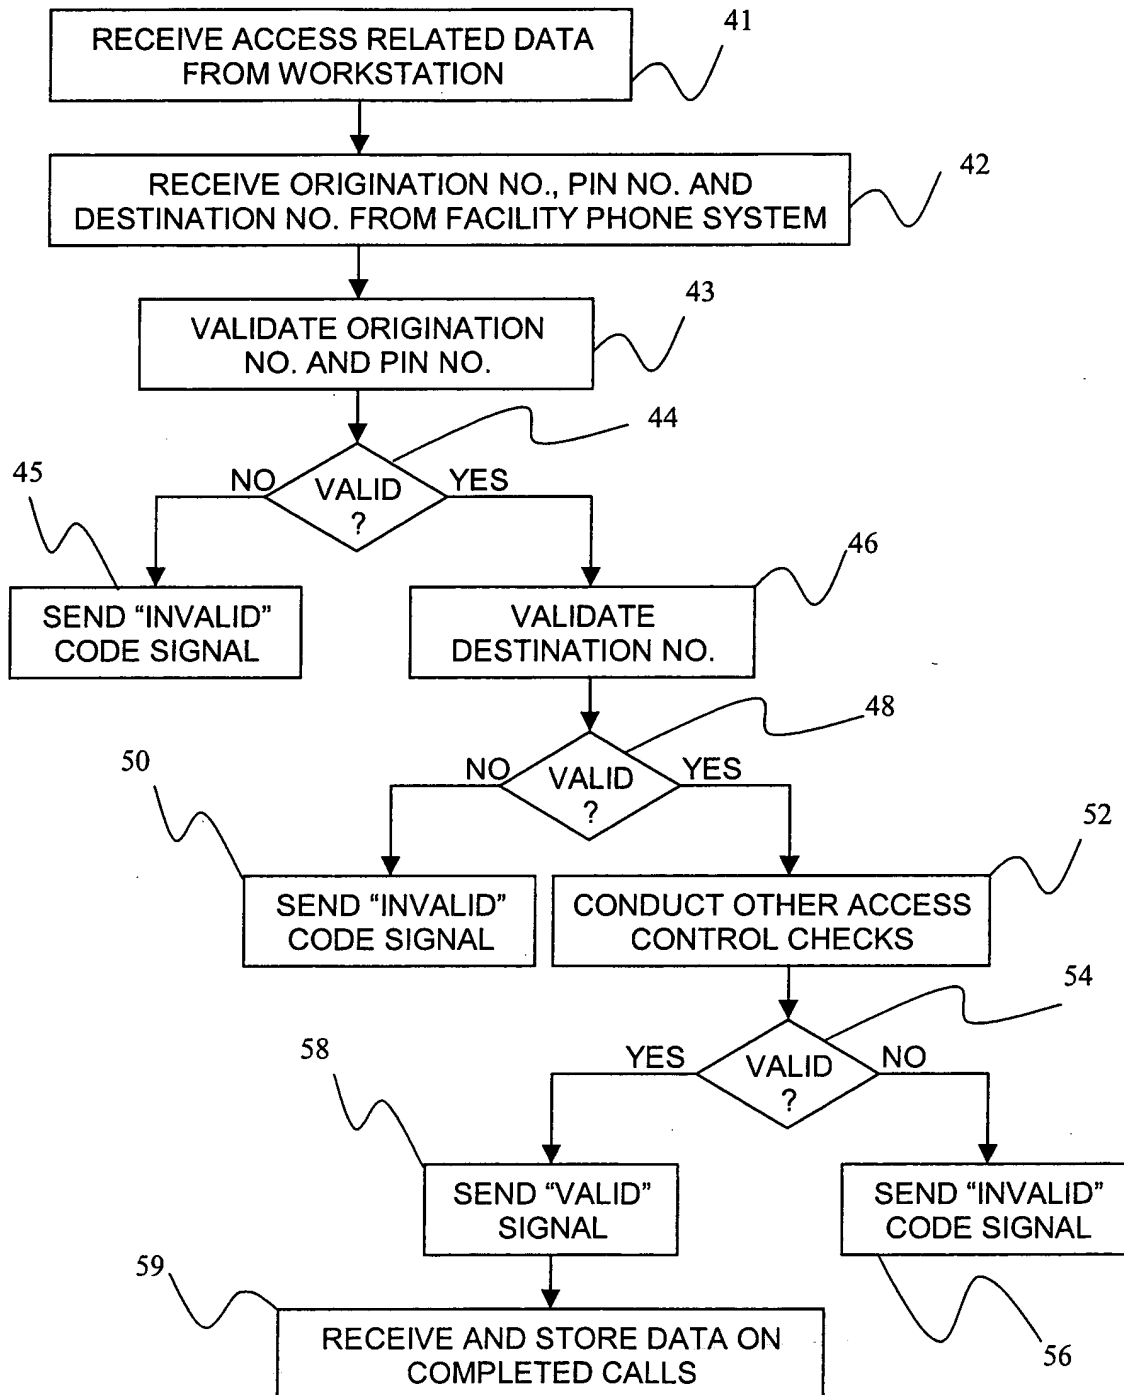 41
RECEIVE ACCESS RELATED DATA
FROM WORKSTATION
42
RECEIVE ORIGINATION NO., PIN NO. AND
DESTINATION NO. FROM FACILITY PHONE SYSTEM
43
VALIDATE ORIGINATION
NO. AND PIN NO.
44
45
NO
VALID
?
YES
46
SEND “INVALID”
CODE SIGNAL
VALIDATE
DESTINATION NO.
48
50
NO
VALID
?
YES
52
SEND “INVALID”
CODE SIGNAL
CONDUCT OTHER ACCESS
CONTROL CHECKS
54
58
YES
VALID
?
NO
SEND “VALID”
SIGNAL
SEND “INVALID”
CODE SIGNAL
59
56
RECEIVE AND STORE DATA ON
COMPLETED CALLS